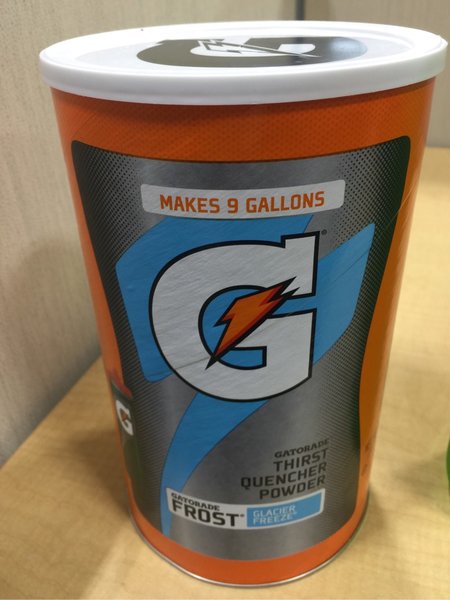 MAKES 9 GALLONS
G
G
GATORADE
THIRST
QUENCHER
POWDER
GATORADE
FROST
GLACIER
FREEZE